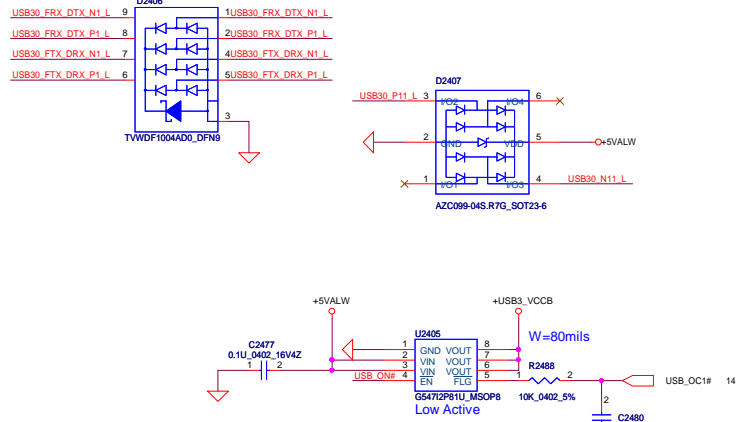 D2406
USB30_FRX_DTX_N1_L 9 1 USB30_FRX_DTX_N1_L
USB30_FRX_DTX_P1_L 8 2 USB30_FRX_DTX_P1_L
USB30_FTX_DRX_N1_L 7 4 USB30_FTX_DRX_N1_L
USB30_FTX_DRX_P1_L 6 5 USB30_FTX_DRX_P1_L
3
TVWDF1004AD0_DFN9
D2407
USB30_P11_L 3 I/O2 I/O4 6
2 GND VDD 5 +5VALW
1 I/O1 I/O3 4 USB30_N11_L
AZC099-04S.R7G_SOT23-6
+5VALW
+USB3_VCCB
C2477
0.1U_0402_16V4Z
1 2
U2405
1 GND VOUT 8
2 VIN VOUT 7
3 VIN VOUT 6
USB_ON# 4 EN FLG 5
G547I2P81U_MSOP8
Low Active
W=80mils
R2488
1 2
10K_0402_5%
USB_OC1# 14
2
C2480